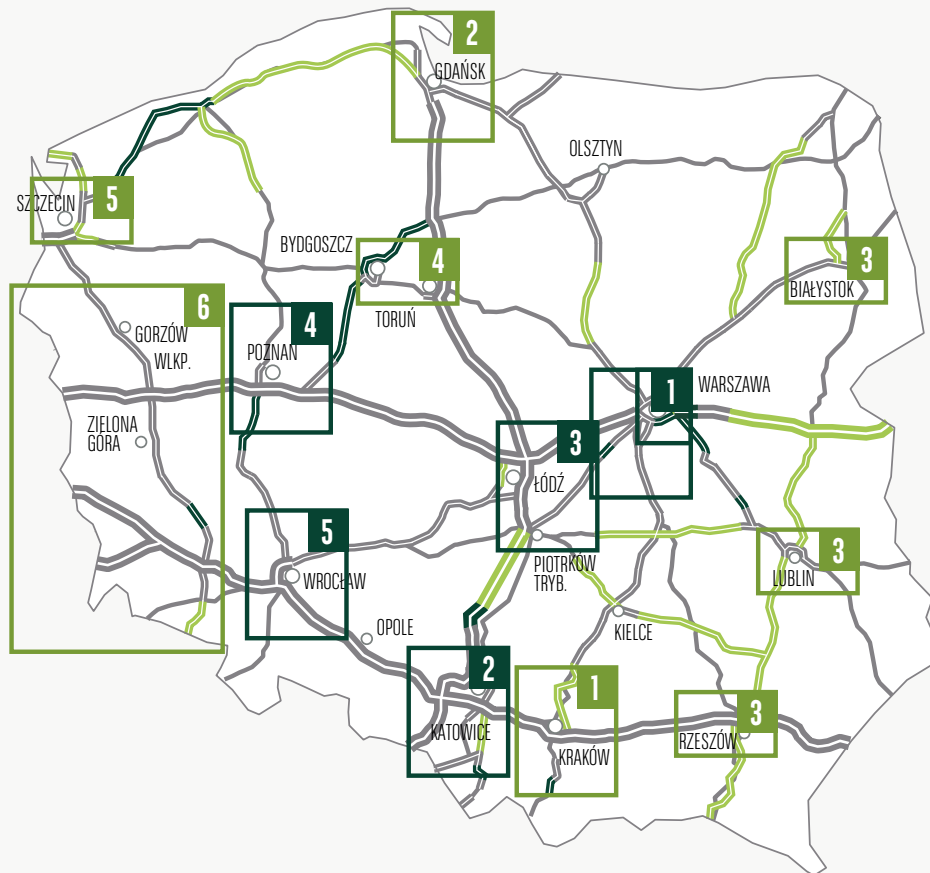 2
GDAŃSK
OLSZTYN
SZCZECIN
5
BYDGOSZCZ
4
TORUŃ
3
BIAŁYSTOK
6
GORZÓW
WLKP.
4
POZNAŃ
1
WARSZAWA
ZIELONA
GÓRA
3
ŁÓDŹ
5
WROCŁAW
PIOTRKÓW
TRYB.
3
LUBLIN
OPOLE
KIELCE
2
KATOWICE
1
KRAKÓW
3
RZESZÓW